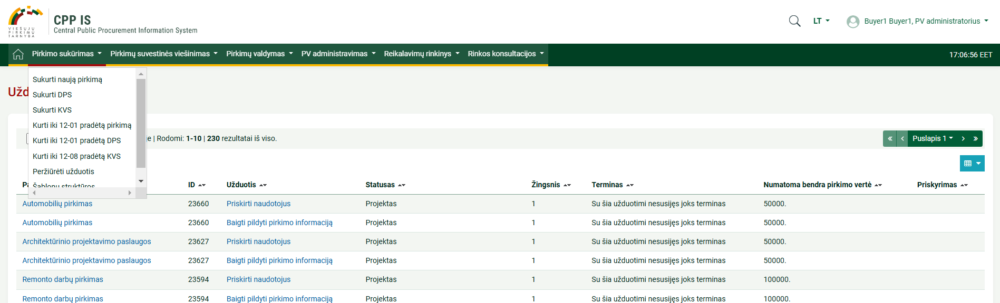 VIEŠŲJŲ
PIRKIMŲ
TARNYBA
CPP IS
Central Public Procurement Information System
LT
Buyer1 Buyer1, PV administratorius
Pirkimo sukūrimas Pirkimų suvestinės viešinimas Pirkimų valdymas PV administravimas Reikalavimų rinkinys Rinkos konsultacijos 17:06:56 EET
Sukurti naują pirkimą
Sukurti DPS
Sukurti KVS
Kurti iki 12-01 pradėtą pirkimą
Kurti iki 12-01 pradėtą DPS
Kurti iki 12-08 pradėtą KVS
Peržiūrėti užduotis
Šablonų struktūros
Užd
je | Rodomi: 1-10 | 230 rezultatai iš viso. « ‹ Puslapis 1 › »
Pa ID Užduotis Statusas Žingsnis Terminas Numatoma bendra pirkimo vertė Priskyrimas
Automobilių pirkimas 23660 Priskirti naudotojus Projektas 1 Su šia užduotimi nesusijęs joks terminas 50000.
Automobilių pirkimas 23660 Baigti pildyti pirkimo informaciją Projektas 1 Su šia užduotimi nesusijęs joks terminas 50000.
Architektūrinio projektavimo paslaugos 23627 Priskirti naudotojus Projektas 1 Su šia užduotimi nesusijęs joks terminas 50000.
Architektūrinio projektavimo paslaugos 23627 Baigti pildyti pirkimo informaciją Projektas 1 Su šia užduotimi nesusijęs joks terminas 50000.
Remonto darbų pirkimas 23594 Priskirti naudotojus Projektas 1 Su šia užduotimi nesusijęs joks terminas 100000.
Remonto darbų pirkimas 23594 Baigti pildyti pirkimo informaciją Projektas 1 Su šia užduotimi nesusijęs joks terminas 100000.